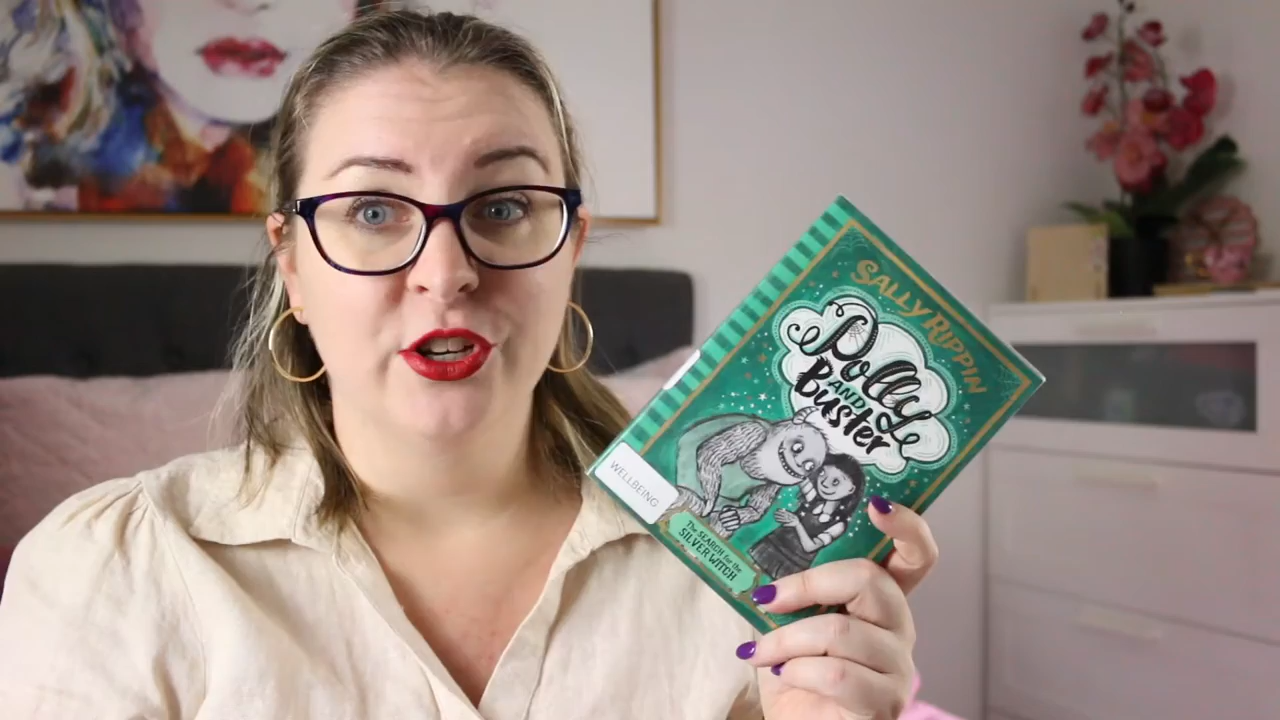 SALLY RIPPIN
Polly
AND
Buster
WELLBEING
The SEARCH for the
SILVER WITCH